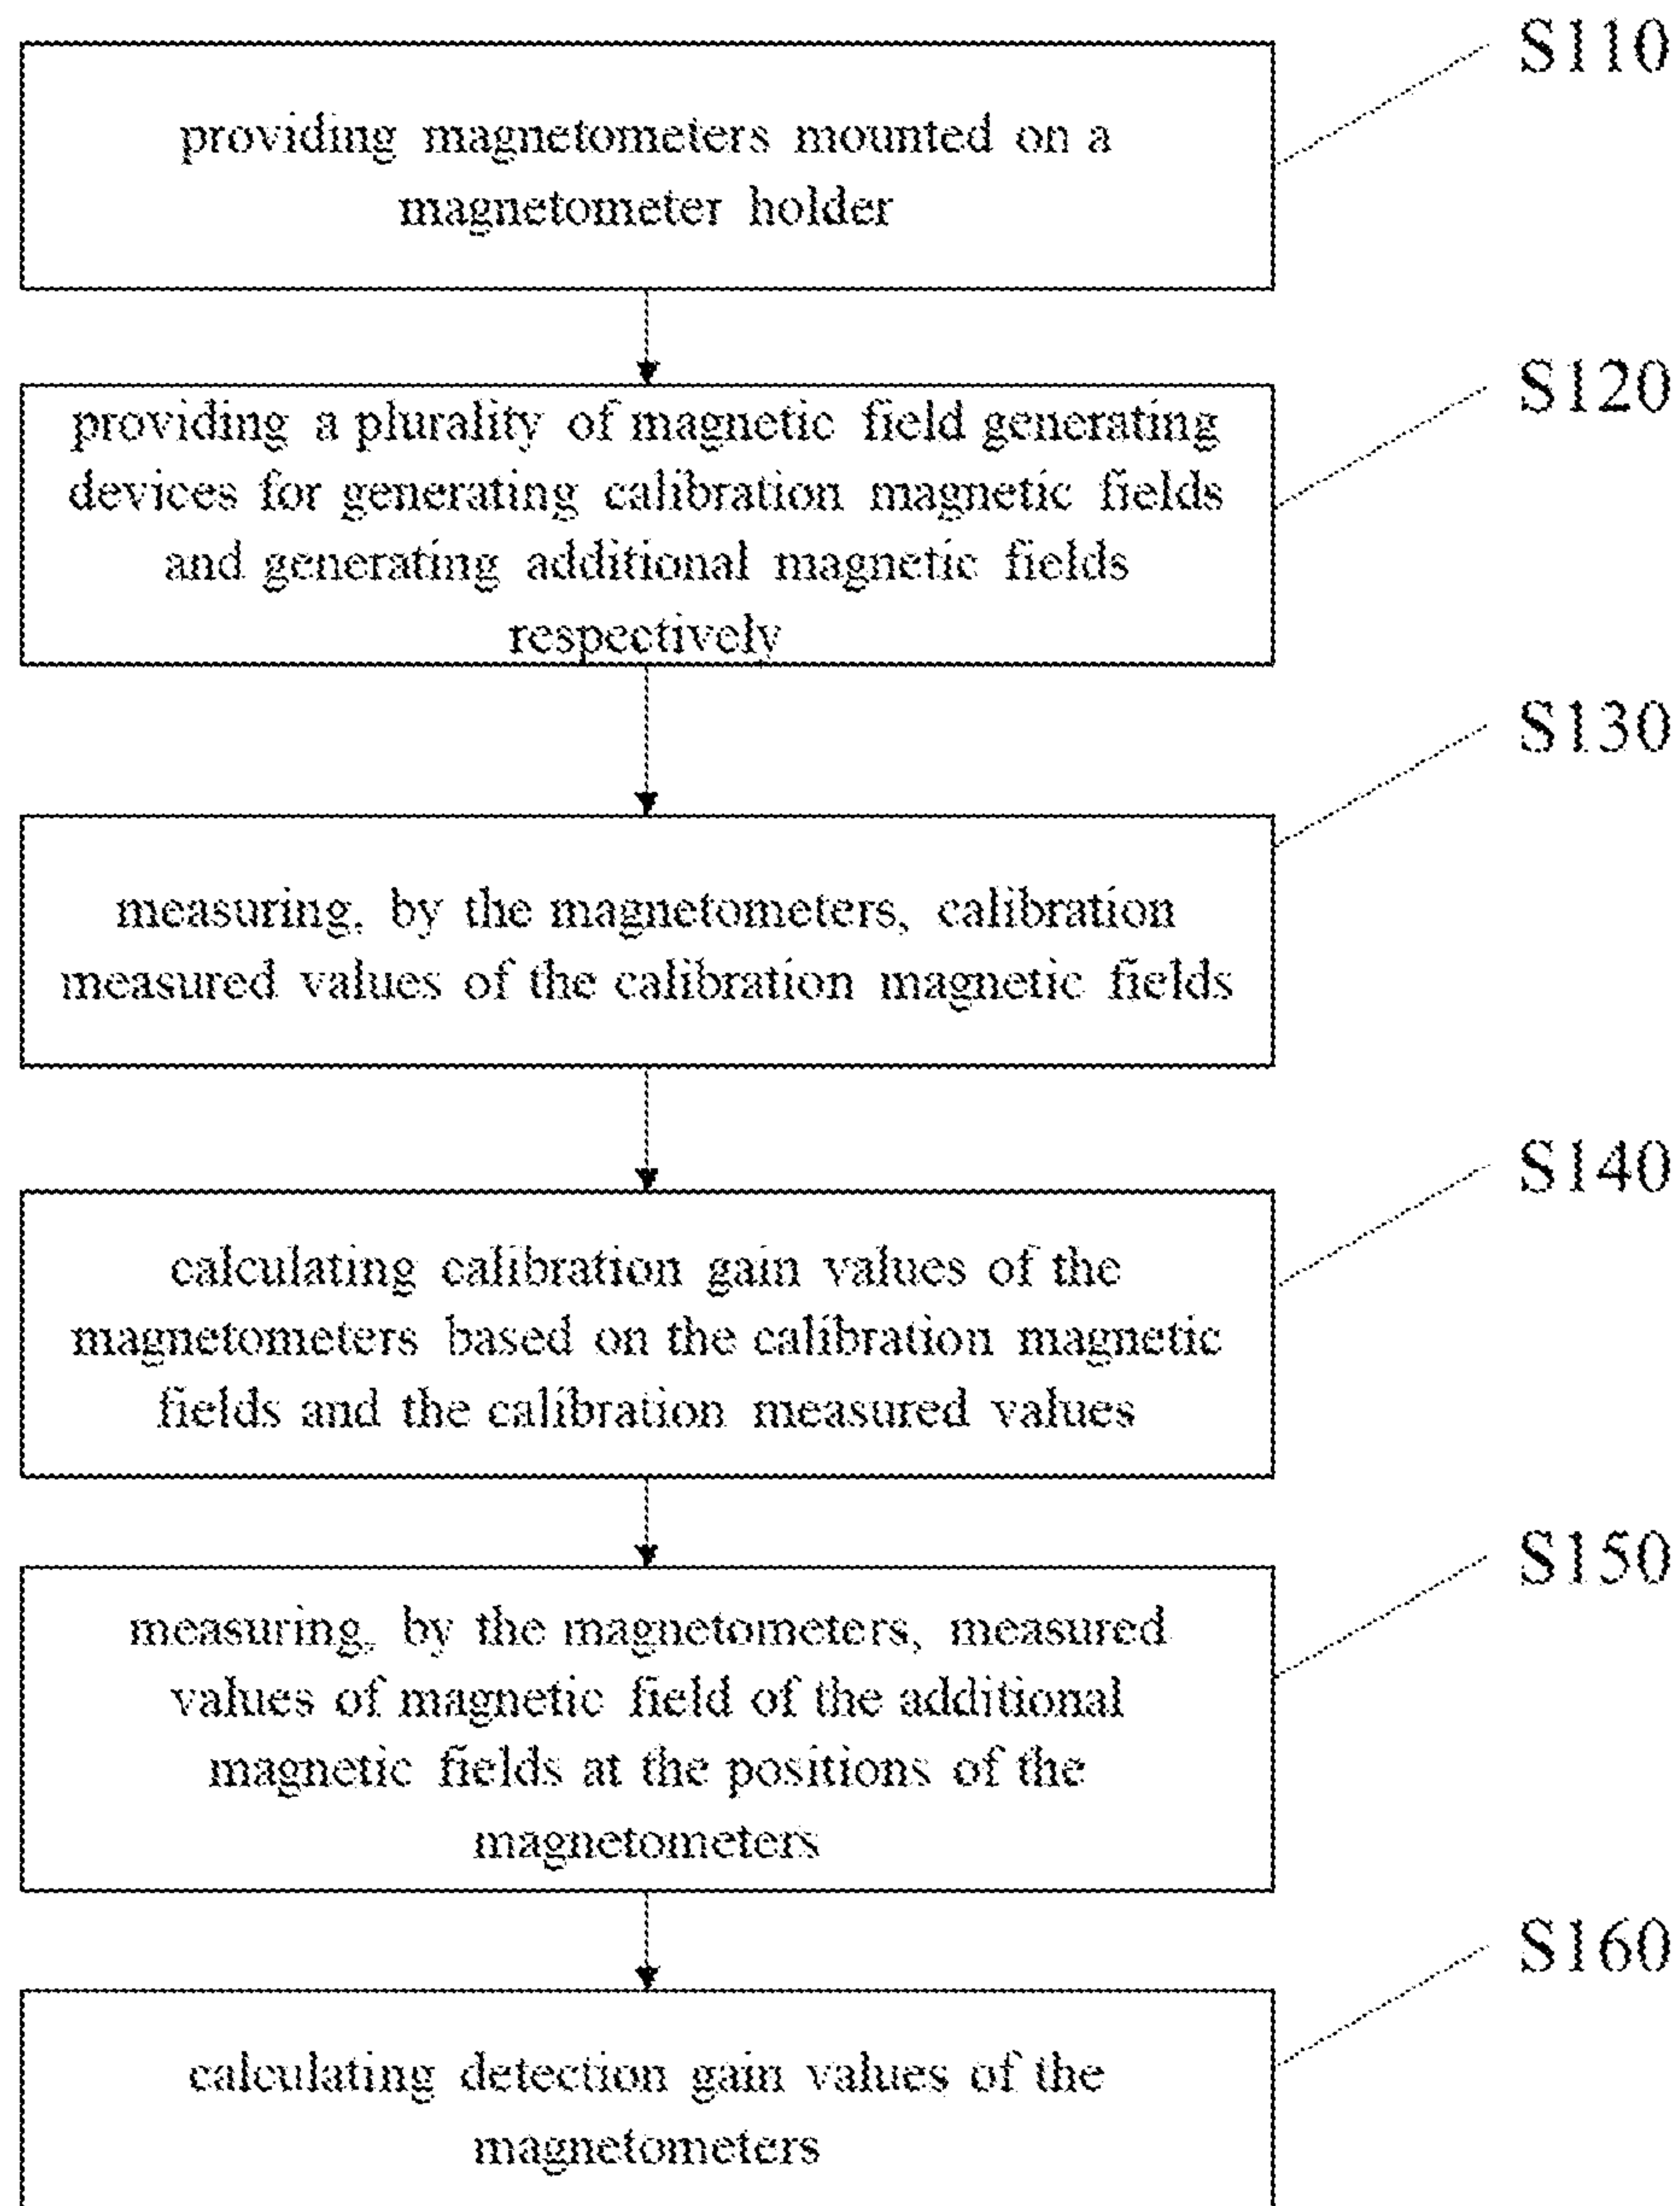 S110
providing magnetometers mounted on a
magnetometer holder
S120
providing a plurality of magnetic field generating
devices for generating calibration magnetic fields
and generating additional magnetic fields
respectively
S130
measuring, by the magnetometers, calibration
measured values of the calibration magnetic fields
S140
calculating calibration gain values of the
magnetometers based on the calibration magnetic
fields and the calibration measured values
S150
measuring, by the magnetometers, measured
values of magnetic field of the additional
magnetic fields at the positions of the
magnetometers
S160
calculating detection gain values of the
magnetometers